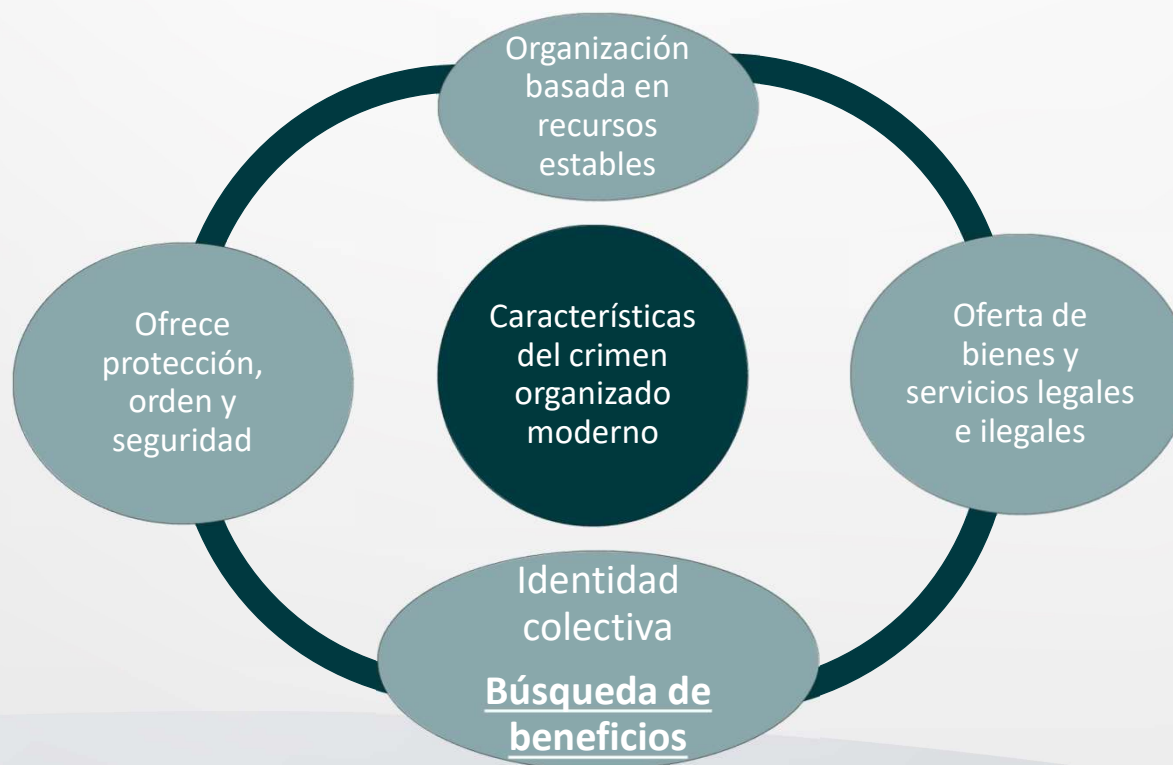 Organización
basada en
recursos
estables
Ofrece
protección,
orden y
seguridad
Características
del crimen
organizado
moderno
Oferta de
bienes y
servicios legales
e ilegales
Identidad
colectiva
Búsqueda de
beneficios